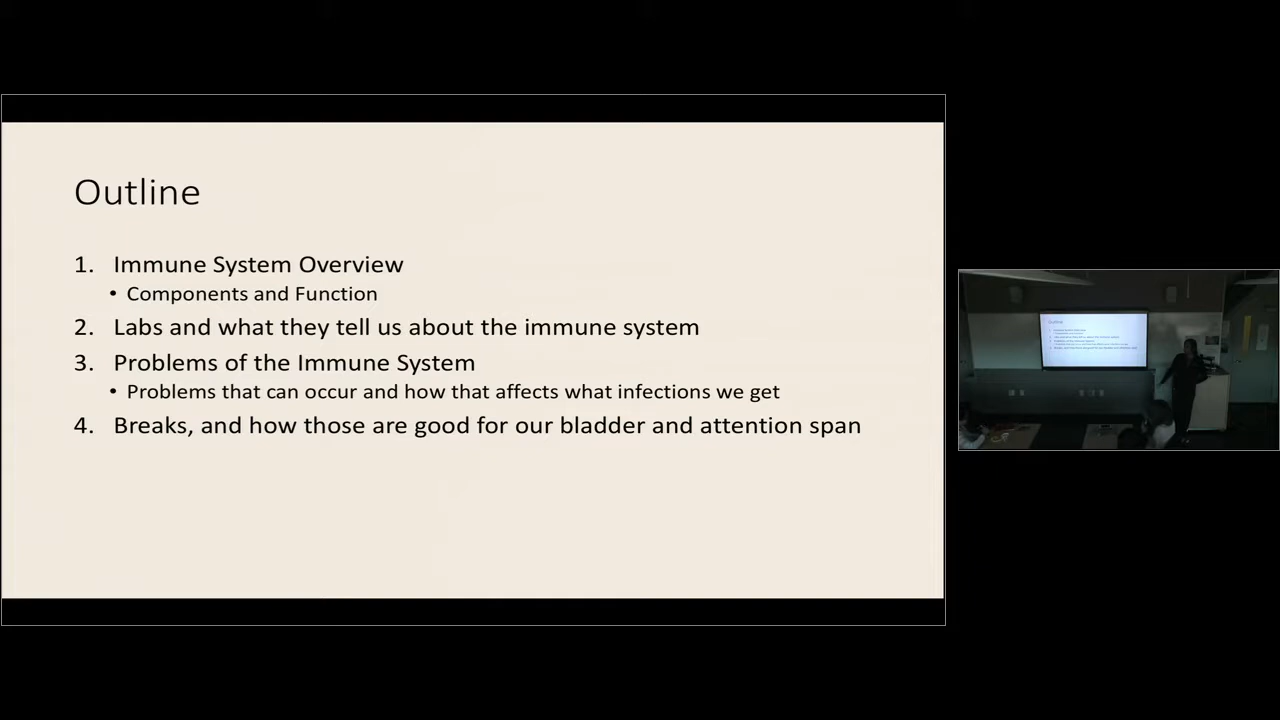 Outline
1. Immune System Overview
• Components and Function
2. Labs and what they tell us about the immune system
3. Problems of the Immune System
• Problems that can occur and how that affects what infections we get
4. Breaks, and how those are good for our bladder and attention span
Outline